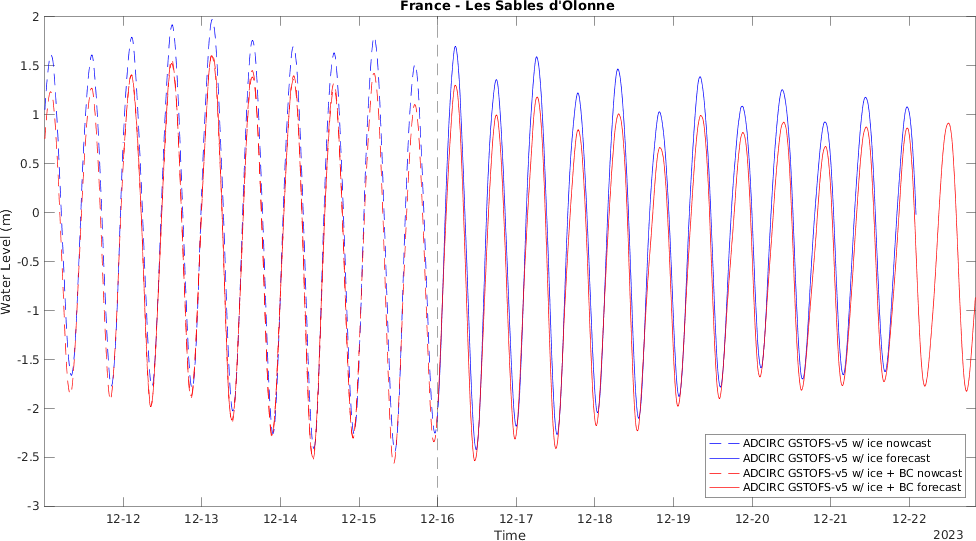 France - Les Sables d'Olonne
2
1.5
1
0.5
0
-0.5
-1
-1.5
-2
-2.5
-3
Water Level (m)
ADCIRC GSTOFS-v5 w/ ice nowcast
ADCIRC GSTOFS-v5 w/ ice forecast
ADCIRC GSTOFS-v5 w/ ice + BC nowcast
ADCIRC GSTOFS-v5 w/ ice + BC forecast
12-12 12-13 12-14 12-15 12-16 12-17 12-18 12-19 12-20 12-21 12-22
Time
2023